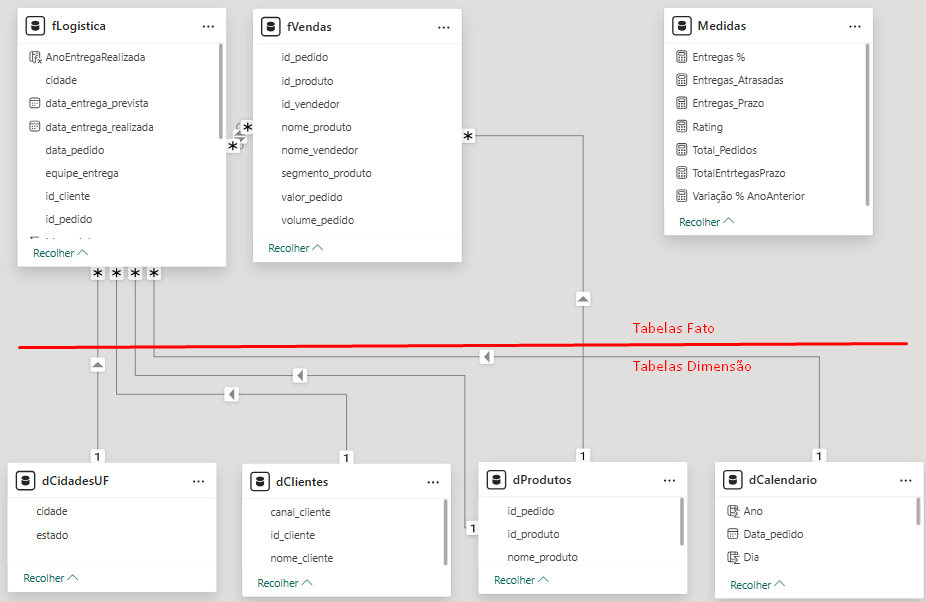 fLogistica
AnoEntregaRealizada
cidade
data_entrega_prevista
data_entrega_realizada
data_pedido
equipe_entrega
id_cliente
id_pedido
Recolher
fVendas
id_pedido
id_produto
id_vendedor
nome_produto
nome_vendedor
segmento_produto
valor_pedido
volume_pedido
Recolher
Medidas
Entregas %
Entregas_Atrasadas
Entregas_Prazo
Rating
Total_Pedidos
TotalEntrtegasPrazo
Variação % AnoAnterior
Recolher
* *
*
* * * *
Tabelas Fato
Tabelas Dimensão
1
1
1
1
1
dCidadesUF
cidade
estado
Recolher
dClientes
canal_cliente
id_cliente
nome_cliente
Recolher
dProdutos
id_pedido
id_produto
nome_produto
Recolher
dCalendario
Ano
Data_pedido
Dia
Recolher